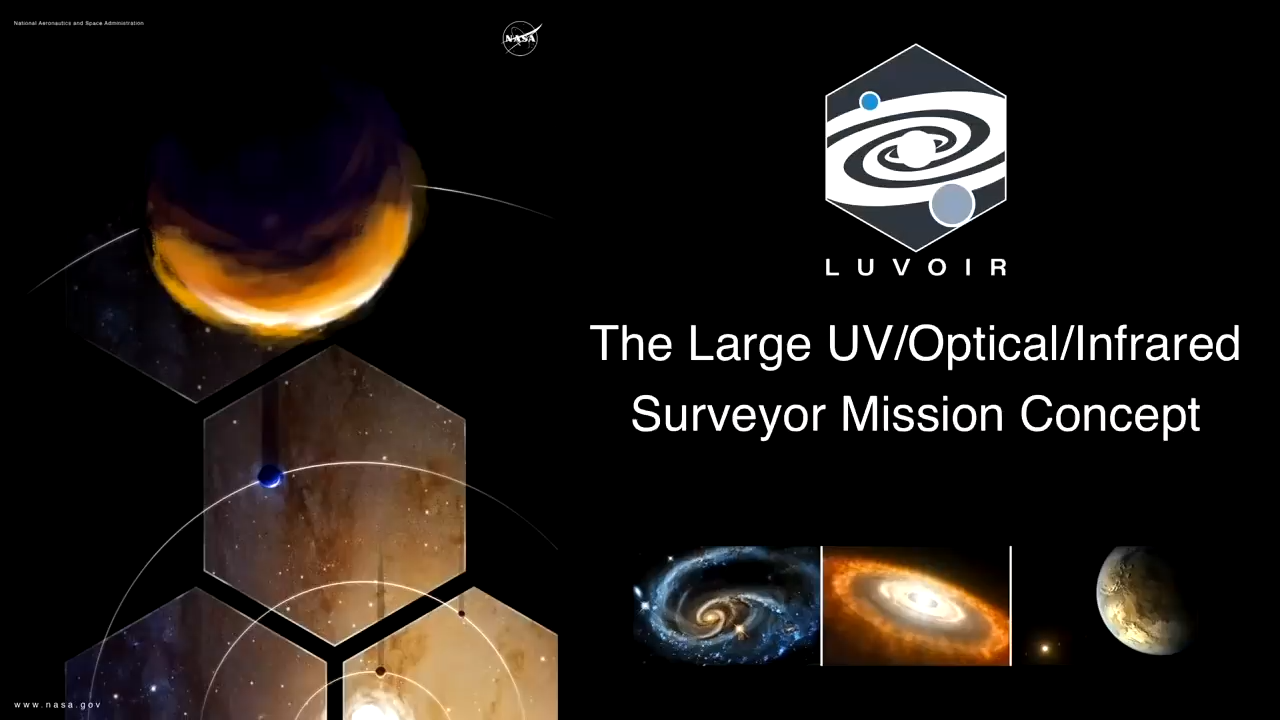 National Aeronautics and Space Administration
NASA
LUVOIR
The Large UV/Optical/Infrared
Surveyor Mission Concept
www.nasa.gov